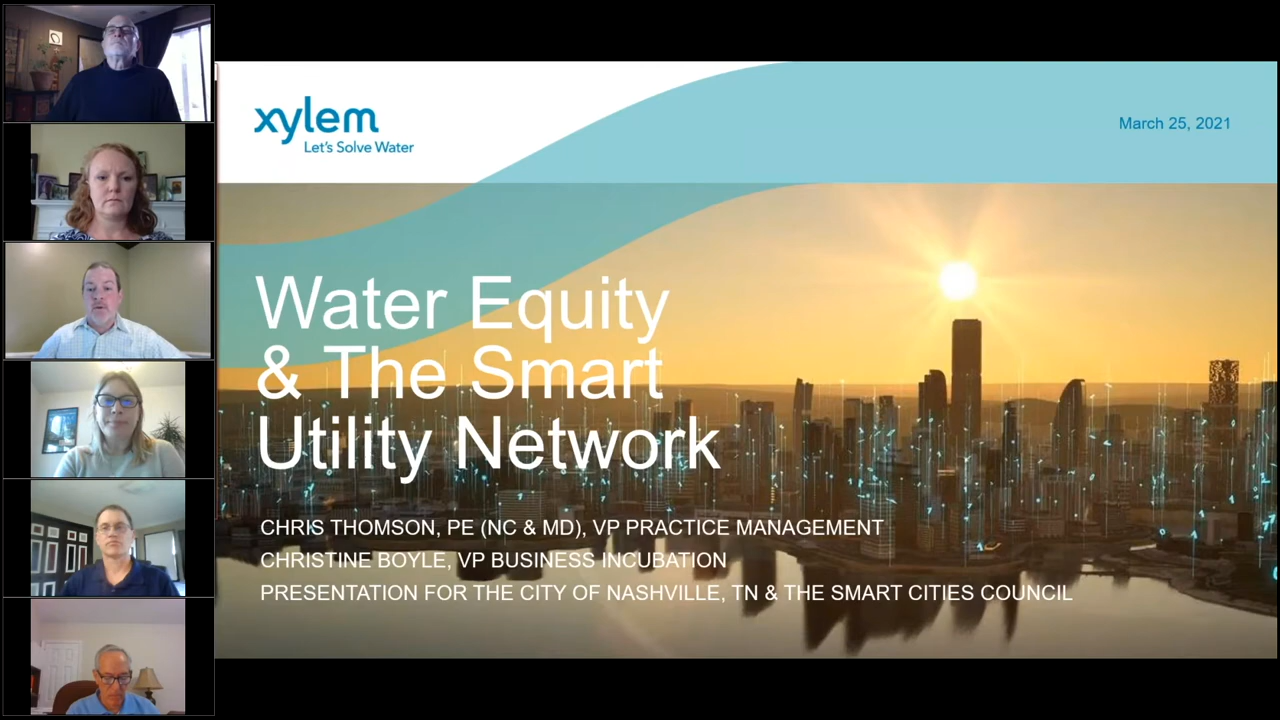 xylem
Let's Solve Water
March 25, 2021
Water Equity
& The Smart
Utility Network
CHRIS THOMSON, PE (NC & MD), VP PRACTICE MANAGEMENT
CHRISTINE BOYLE, VP BUSINESS INCUBATION
PRESENTATION FOR THE CITY OF NASHVILLE, TN & THE SMART CITIES COUNCIL